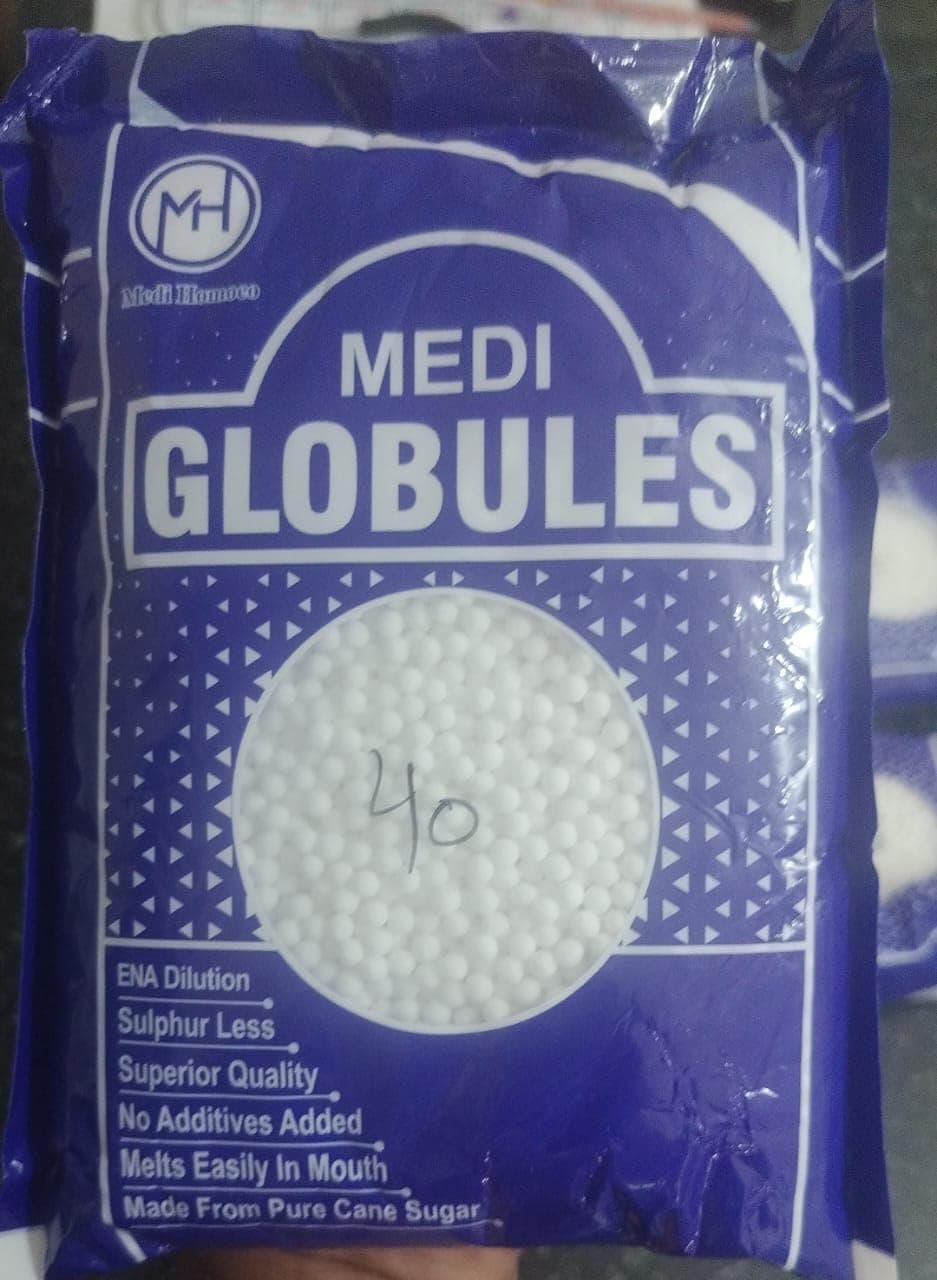 MH
Medi Homoeo
MEDI
GLOBULES
40
ENA Dilution
Sulphur Less
Superior Quality
No Additives Added
Melts Easily In Mouth
Made From Pure Cane Sugar